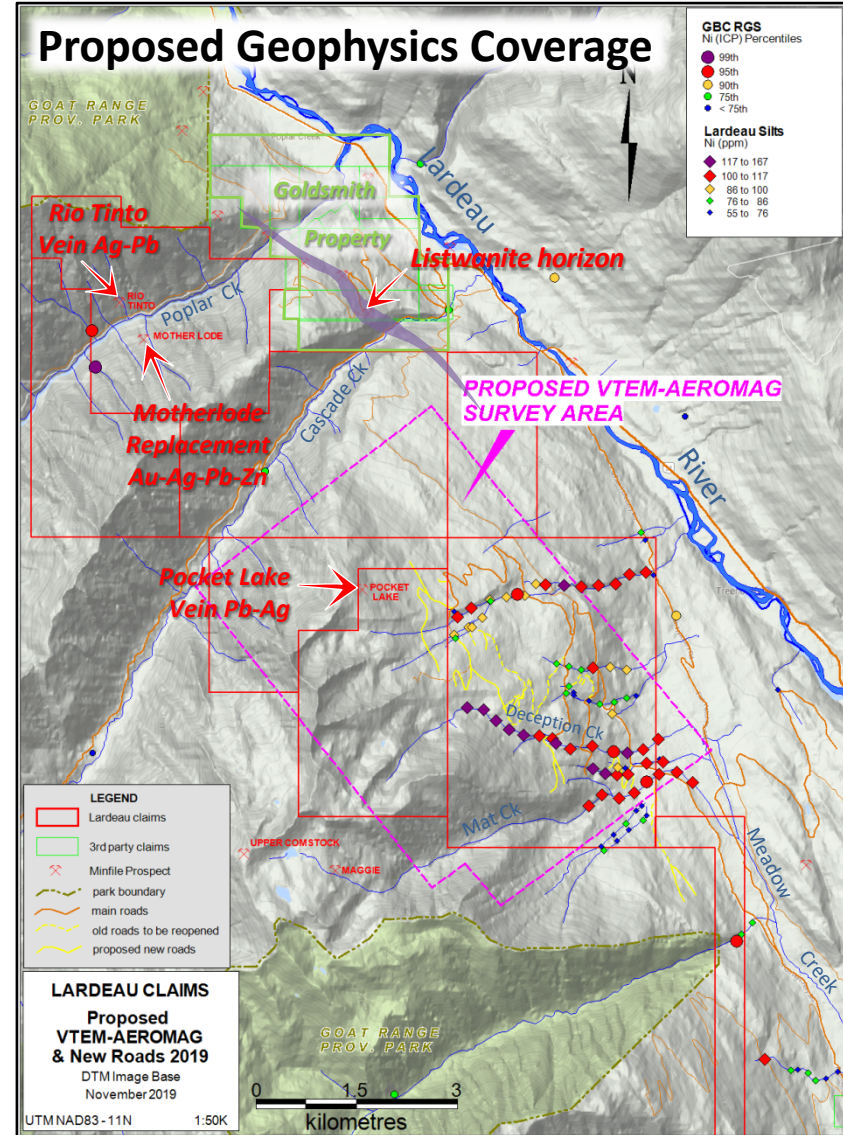 Proposed Geophysics Coverage
N
GBC RGS
Ni (ICP) Percentiles
99th
95th
90th
75th
< 75th
Lardeau Silts
Ni (ppm)
117 to 167
100 to 117
86 to 100
76 to 86
55 to 76
GOAT RANGE
PROV. PARK
Poplar Creek
Lardeau
Goldsmith
Property
Rio Tinto
Vein Ag-Pb
Listwanite horizon
RIO
TINTO
Poplar Ck
MOTHER LODE
Motherlode
Replacement
Au-Ag-Pb-Zn
Cascade Ck
PROPOSED VTEM-AEROMAG
SURVEY AREA
River
Pocket Lake
Vein Pb-Ag
POCKET
LAKE
Deception Ck
Mat Ck
UPPER COMSTOCK
MAGGIE
Meadow
Creek
LEGEND
Lardeau claims
3rd party claims
Minfile Prospect
park boundary
main roads
old roads to be reopened
proposed new roads
LARDEAU CLAIMS
Proposed
VTEM-AEROMAG
& New Roads 2019
DTM Image Base
November 2019
UTM NAD83 - 11N 1:50K
GOAT RANGE
PROV. PARK
0 1.5 3
kilometres